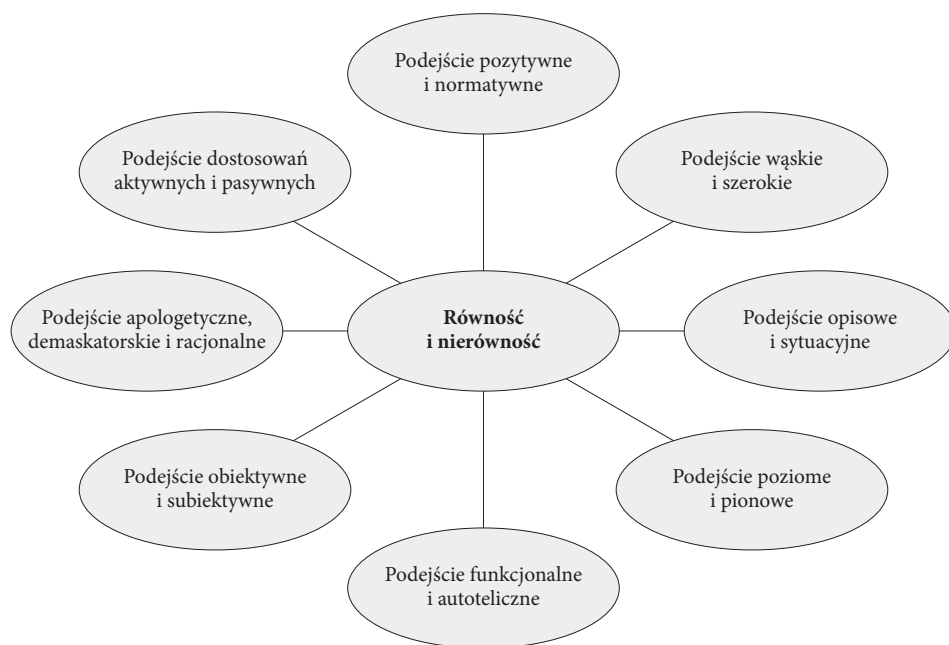 Podejście pozytywne
i normatywne
Podejście dostosowań
aktywnych i pasywnych
Podejście wąskie
i szerokie
Podejście apologetyczne,
demaskatorskie i racjonalne
Równość
i nierówność
Podejście opisowe
i sytuacyjne
Podejście obiektywne
i subiektywne
Podejście poziome
i pionowe
Podejście funkcjonalne
i autoteliczne